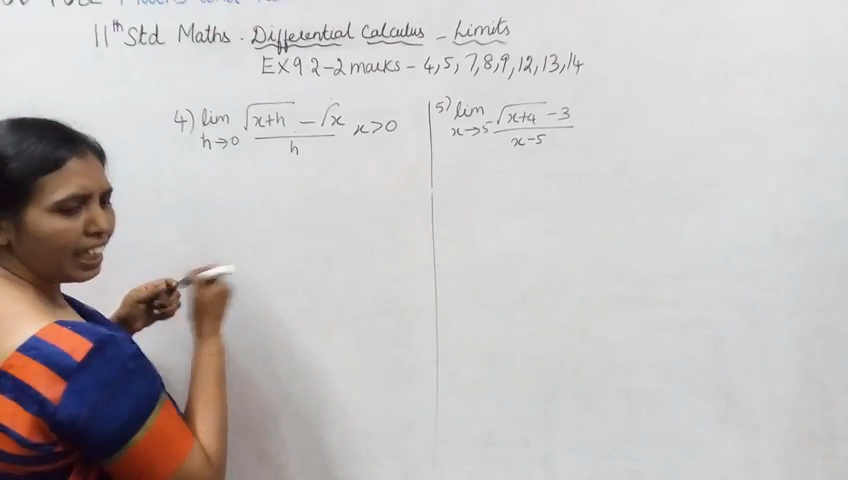 11th Std Maths. Differential Calculus - Limits
EX 9.2 - 2 marks - 4, 5, 7, 8, 9, 12, 13, 14
4) lim h→0 (√(x+h) - √x)/h x>0
5) lim x→5 (√(x+4) - 3)/(x-5)